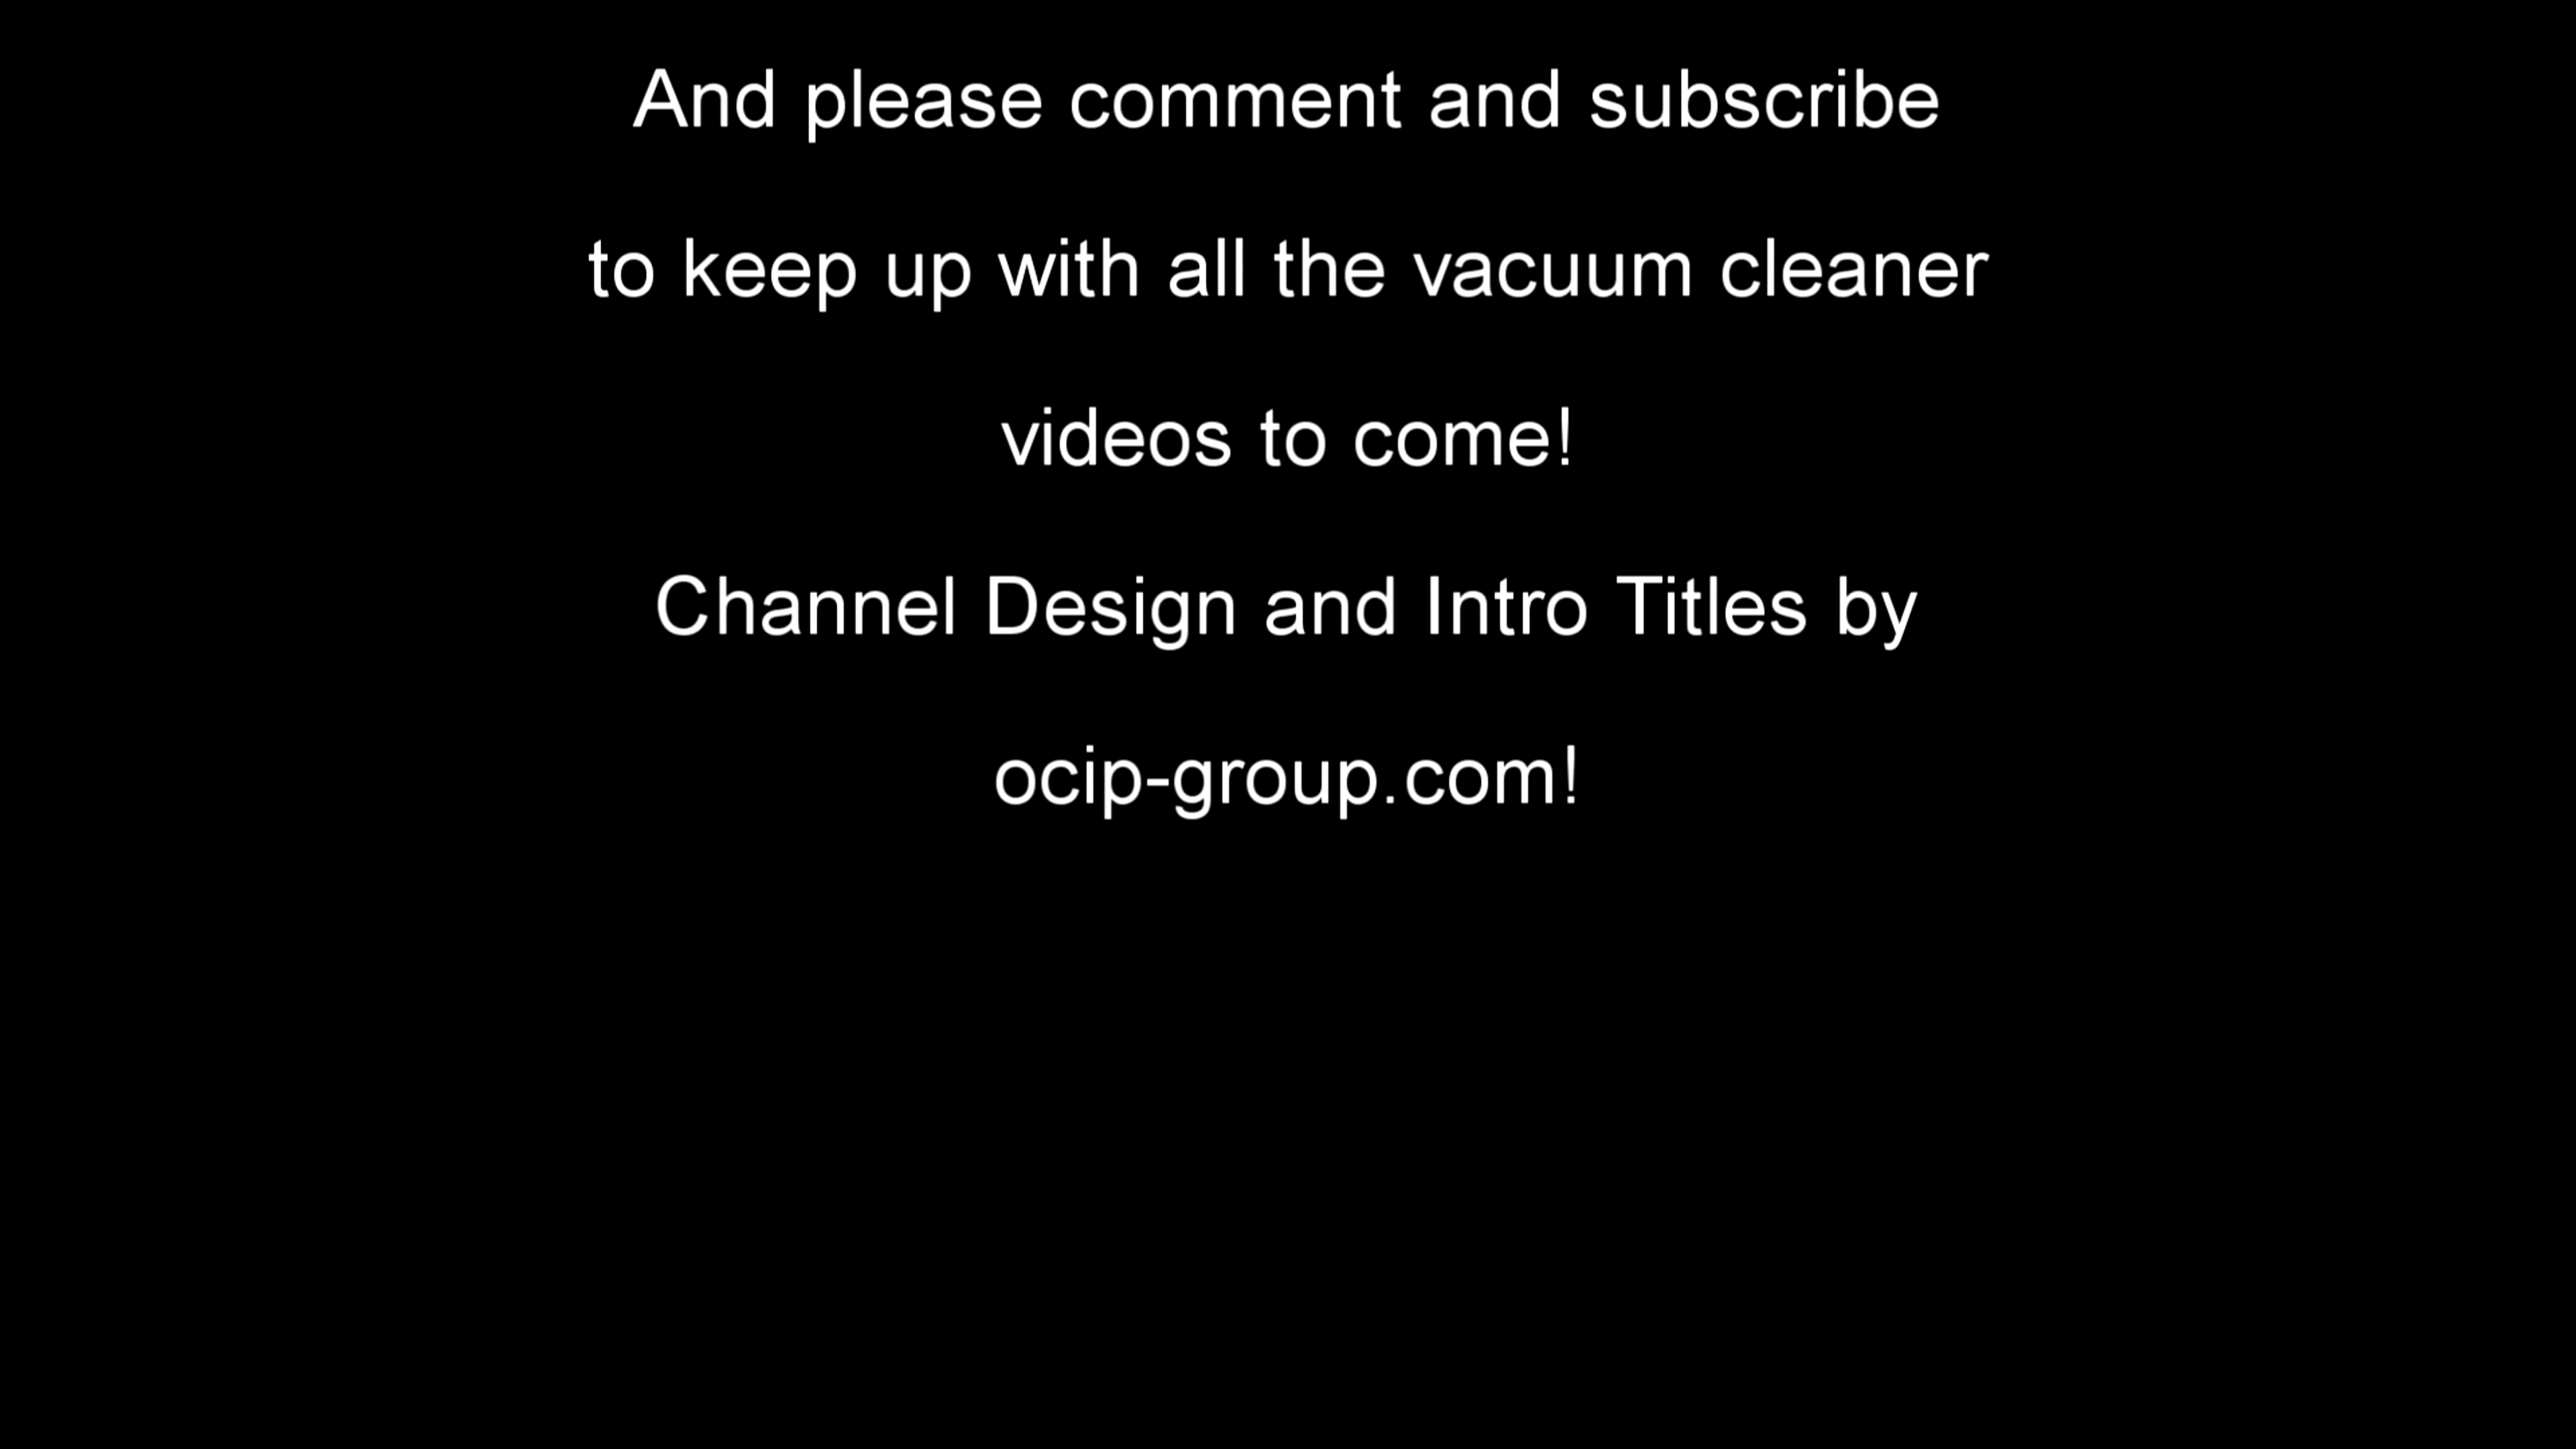 And please comment and subscribe
to keep up with all the vacuum cleaner
videos to come!
Channel Design and Intro Titles by
ocip-group.com!